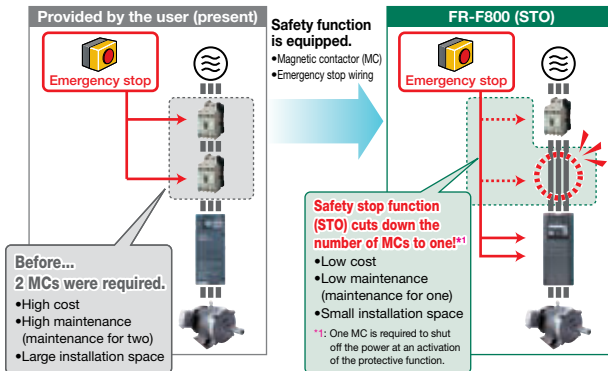 Provided by the user (present)
Emergency stop
Before...
2 MCs were required.
•High cost
•High maintenance
(maintenance for two)
•Large installation space
Safety function
is equipped.
•Magnetic contactor (MC)
•Emergency stop wiring
FR-F800 (STO)
Emergency stop
Safety stop function
(STO) cuts down the
number of MCs to one!*1
•Low cost
•Low maintenance
(maintenance for one)
•Small installation space
*1: One MC is required to shut
off the power at an activation
of the protective function.